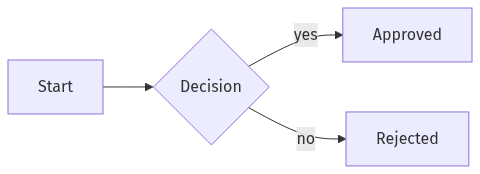 Start
Decision
yes
Approved
no
Rejected